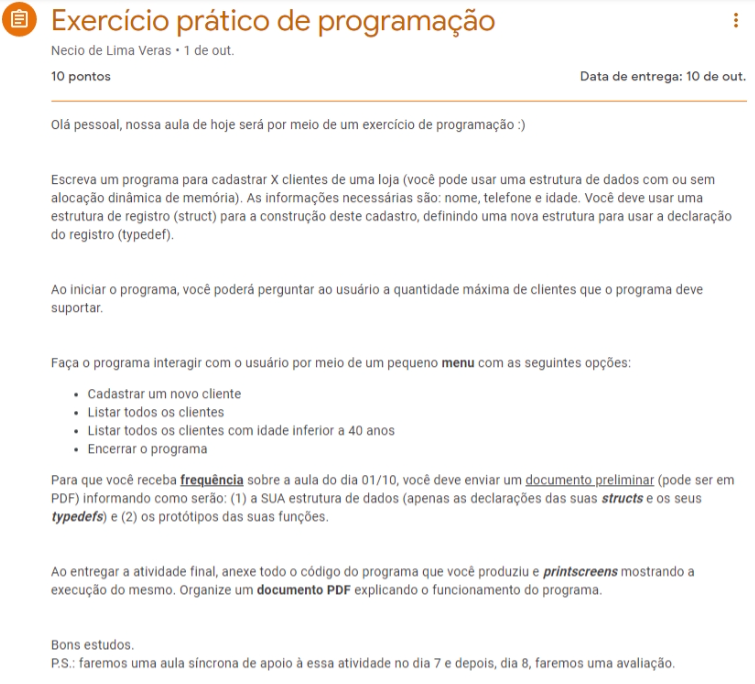 Exercício prático de programação
Necio de Lima Veras • 1 de out.
10 pontos
Data de entrega: 10 de out.
Olá pessoal, nossa aula de hoje será por meio de um exercício de programação :)
Escreva um programa para cadastrar X clientes de uma loja (você pode usar uma estrutura de dados com ou sem
alocação dinâmica de memória). As informações necessárias são: nome, telefone e idade. Você deve usar uma
estrutura de registro (struct) para a construção deste cadastro, definindo uma nova estrutura para usar a declaração
do registro (typedef).
Ao iniciar o programa, você poderá perguntar ao usuário a quantidade máxima de clientes que o programa deve
suportar.
Faça o programa interagir com o usuário por meio de um pequeno menu com as seguintes opções:
• Cadastrar um novo cliente
• Listar todos os clientes
• Listar todos os clientes com idade inferior a 40 anos
• Encerrar o programa
Para que você receba frequência sobre a aula do dia 01/10, você deve enviar um documento preliminar (pode ser em
PDF) informando como serão: (1) a SUA estrutura de dados (apenas as declarações das suas structs e os seus
typedefs) e (2) os protótipos das suas funções.
Ao entregar a atividade final, anexe todo o código do programa que você produziu e printscreens mostrando a
execução do mesmo. Organize um documento PDF explicando o funcionamento do programa.
Bons estudos.
P.S.: faremos uma aula síncrona de apoio à essa atividade no dia 7 e depois, dia 8, faremos uma avaliação.